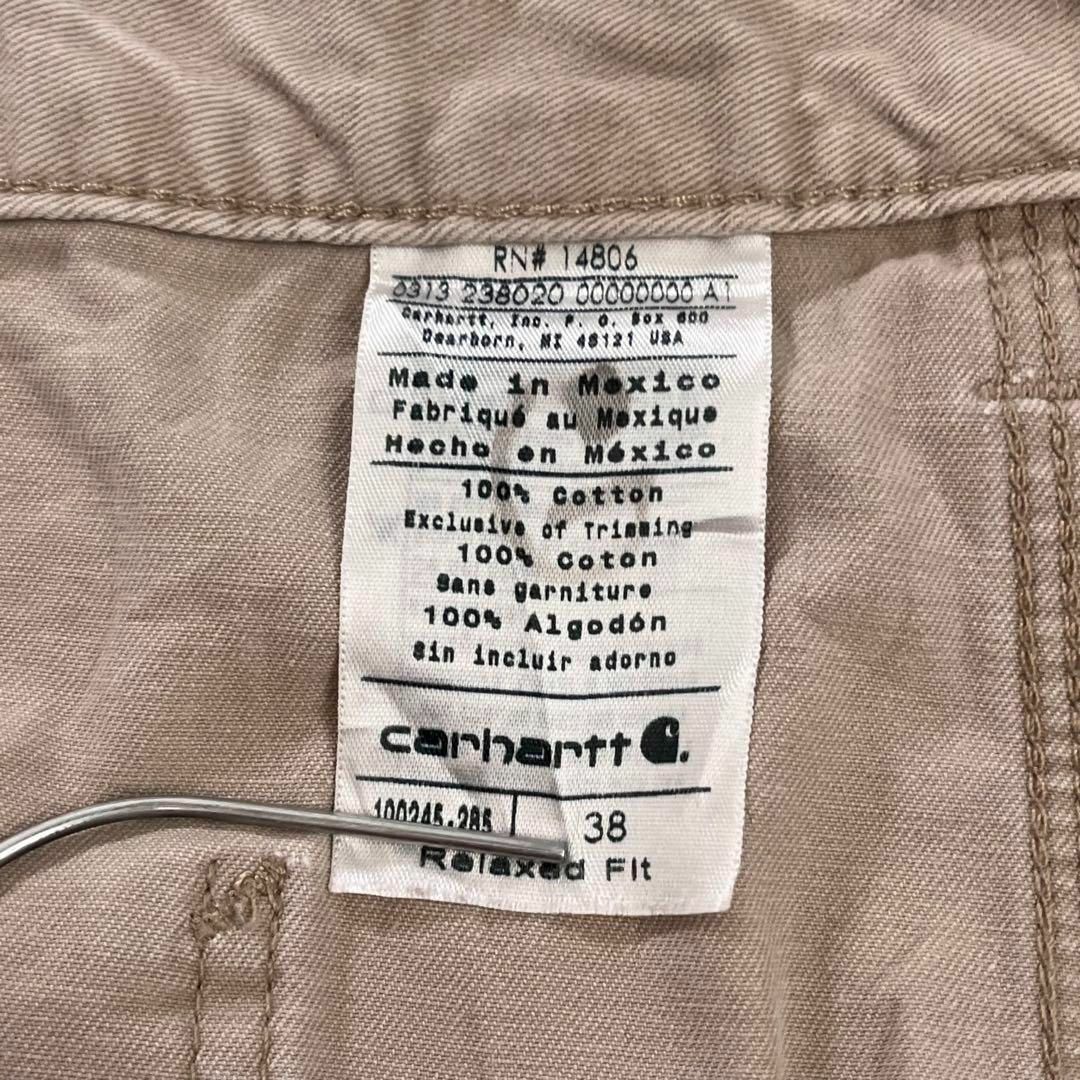 RN# 14806
0313 238020 00000000 A1
Carhartt, Inc. P. O. Box 600
Dearborn, MI 48121 USA
Made in Mexico
Fabriqué au Mexique
Hecho en México
100% Cotton
Exclusive of Trimming
100% Coton
Sans garniture
100% Algodón
Sin incluir adorno
carhartt
100245-285 38
Relaxed Fit